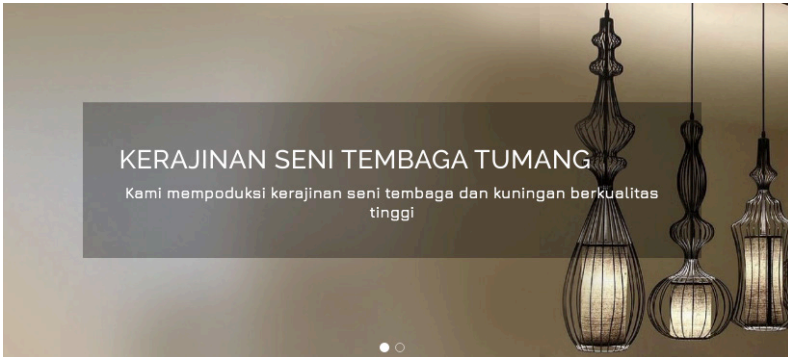 KERAJINAN SENI TEMBAGA TUMANG
Kami mempoduksi kerajinan seni tembaga dan kuningan berkualitas
tinggi